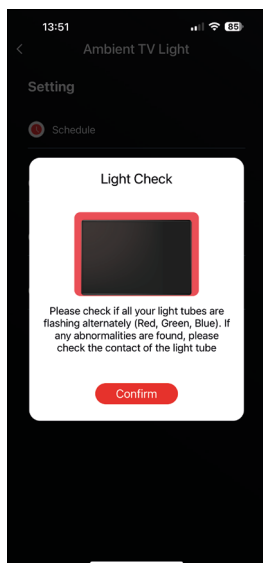 13:51
85
Ambient TV Light
Setting
Schedule
Light Check
Please check if all your light tubes are
flashing alternately (Red, Green, Blue). If
any abnormalities are found, please
check the contact of the light tube
Confirm